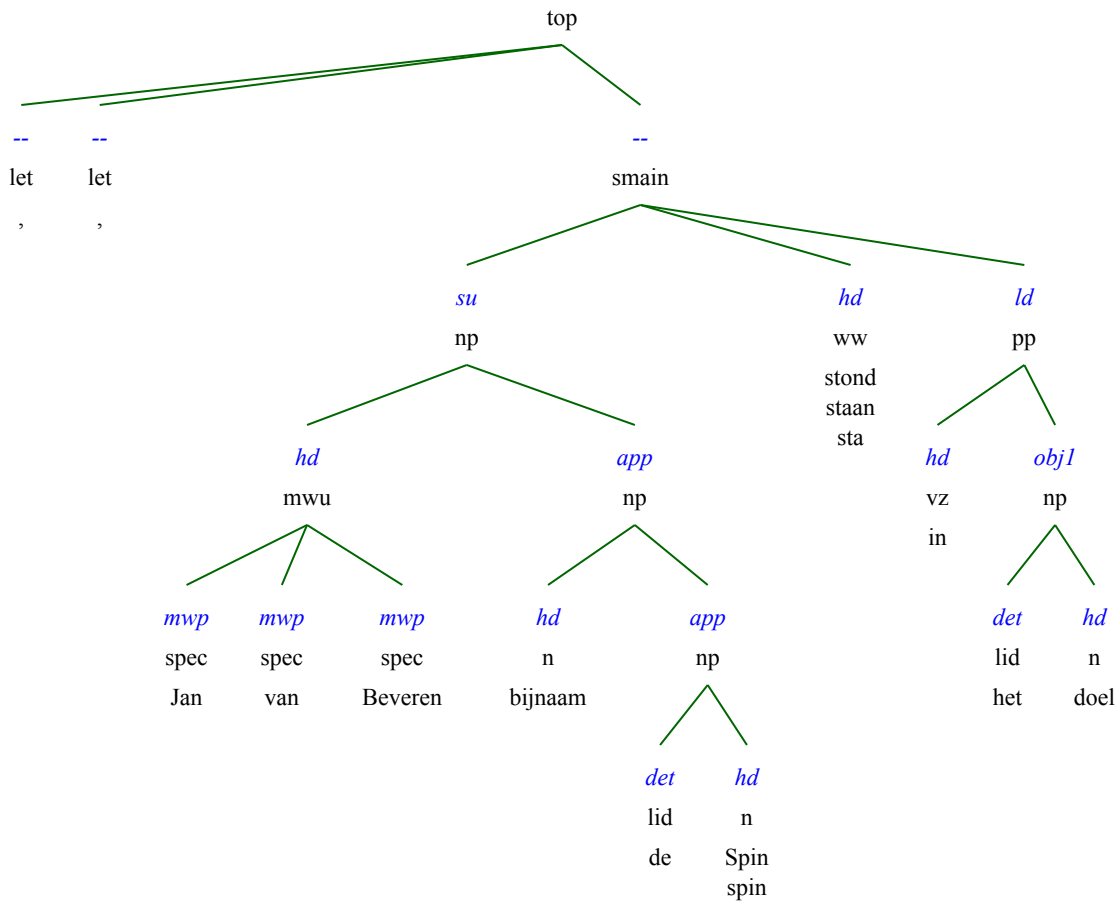 top
-- -- --
let let smain
, ,
su hd ld
np ww pp
stond
staan
sta
hd app hd obj1
mwu np vz np
in
mwp mwp mwp hd app det hd
spec spec spec n np lid n
Jan van Beveren bijnaam het doel
det hd
lid n
de Spin
spin